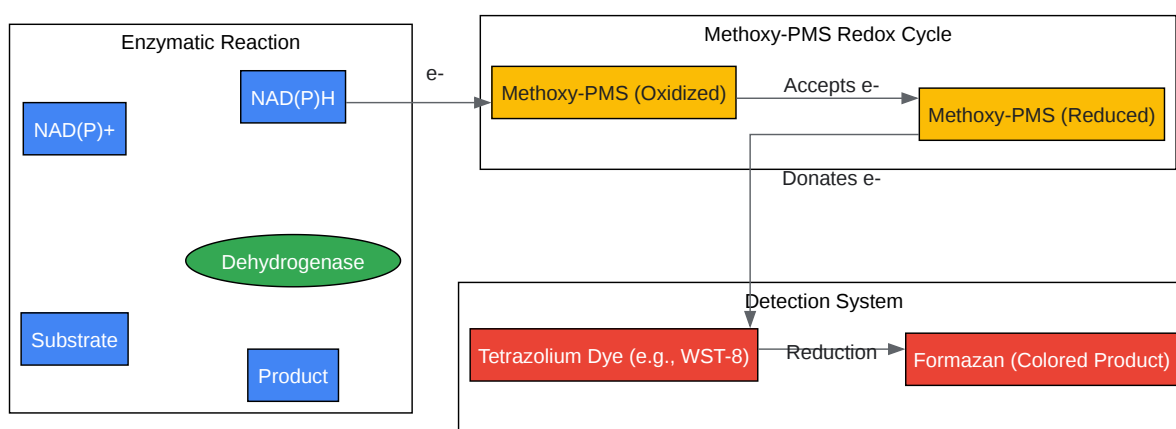 Enzymatic Reaction
NAD(P)H
NAD(P)+
Dehydrogenase
Substrate
Product
e-
Methoxy-PMS Redox Cycle
Methoxy-PMS (Oxidized)
Accepts e-
Methoxy-PMS (Reduced)
Donates e-
Detection System
Tetrazolium Dye (e.g., WST-8)
Reduction
Formazan (Colored Product)